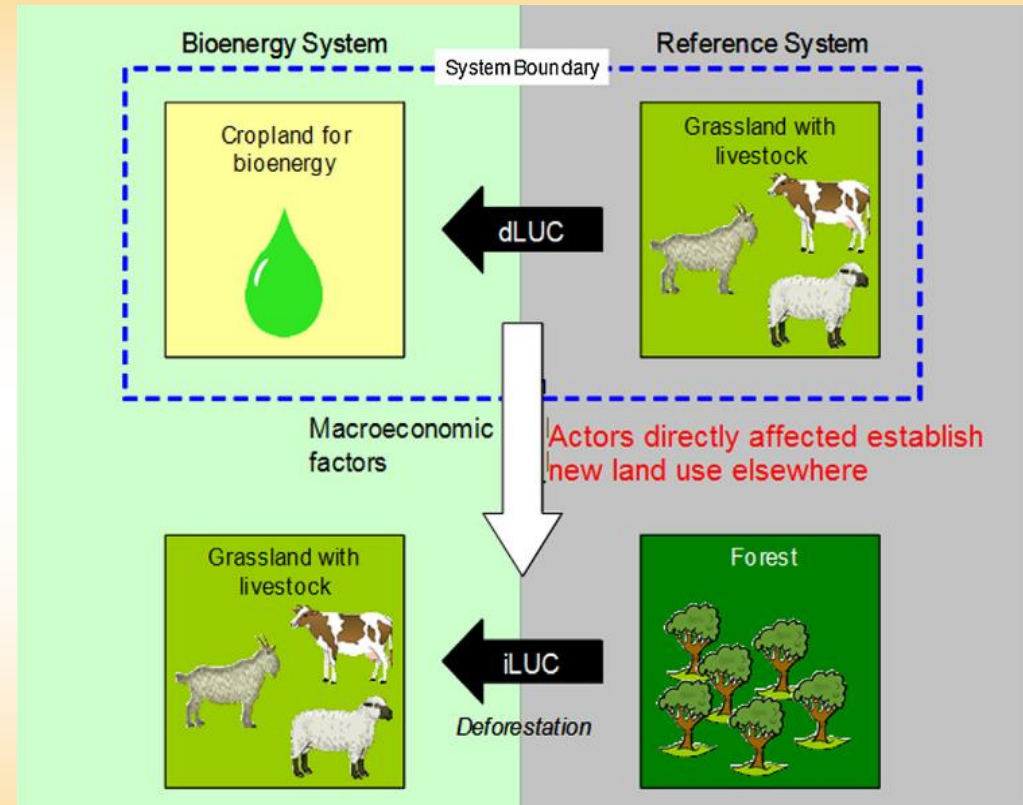 Bioenergy System
Reference System
System Boundary
Cropland for
bioenergy
Grassland with
livestock
dLUC
Macroeconomic
factors
Actors directly affected establish
new land use elsewhere
Grassland with
livestock
Forest
iLUC
Deforestation